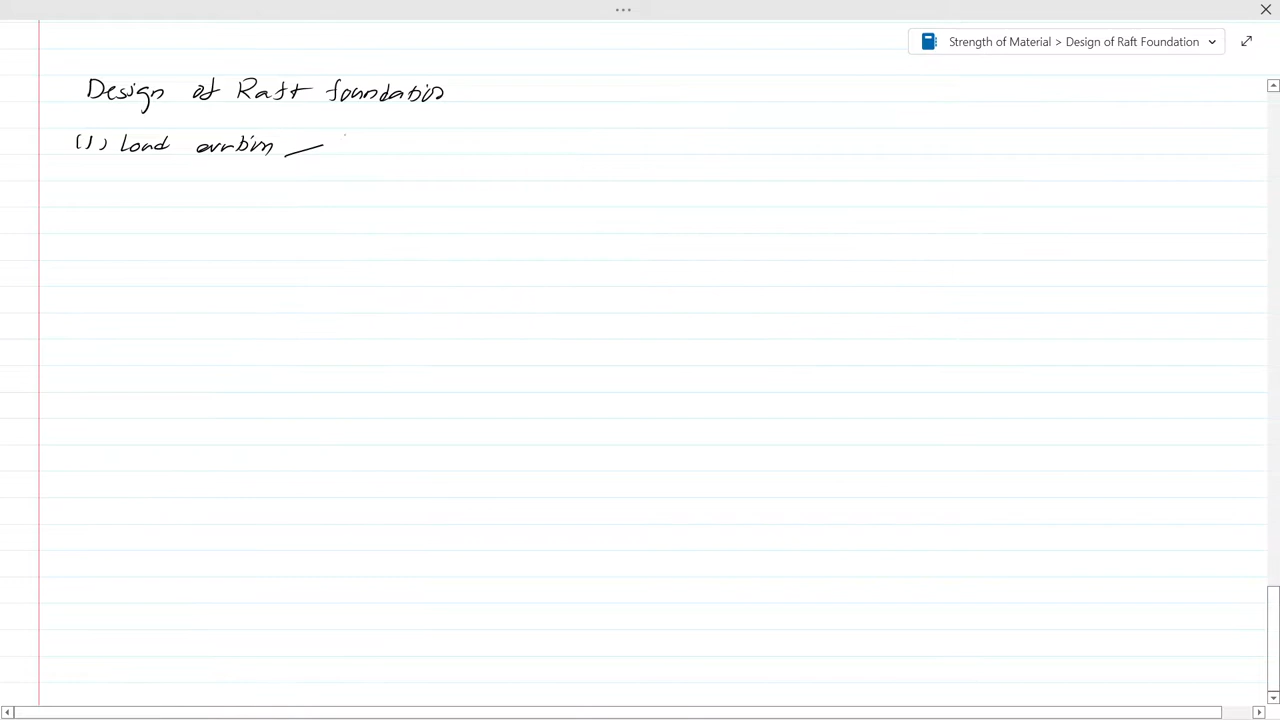 Strength of Material > Design of Raft Foundation
Design of Raft foundation
(1) Load